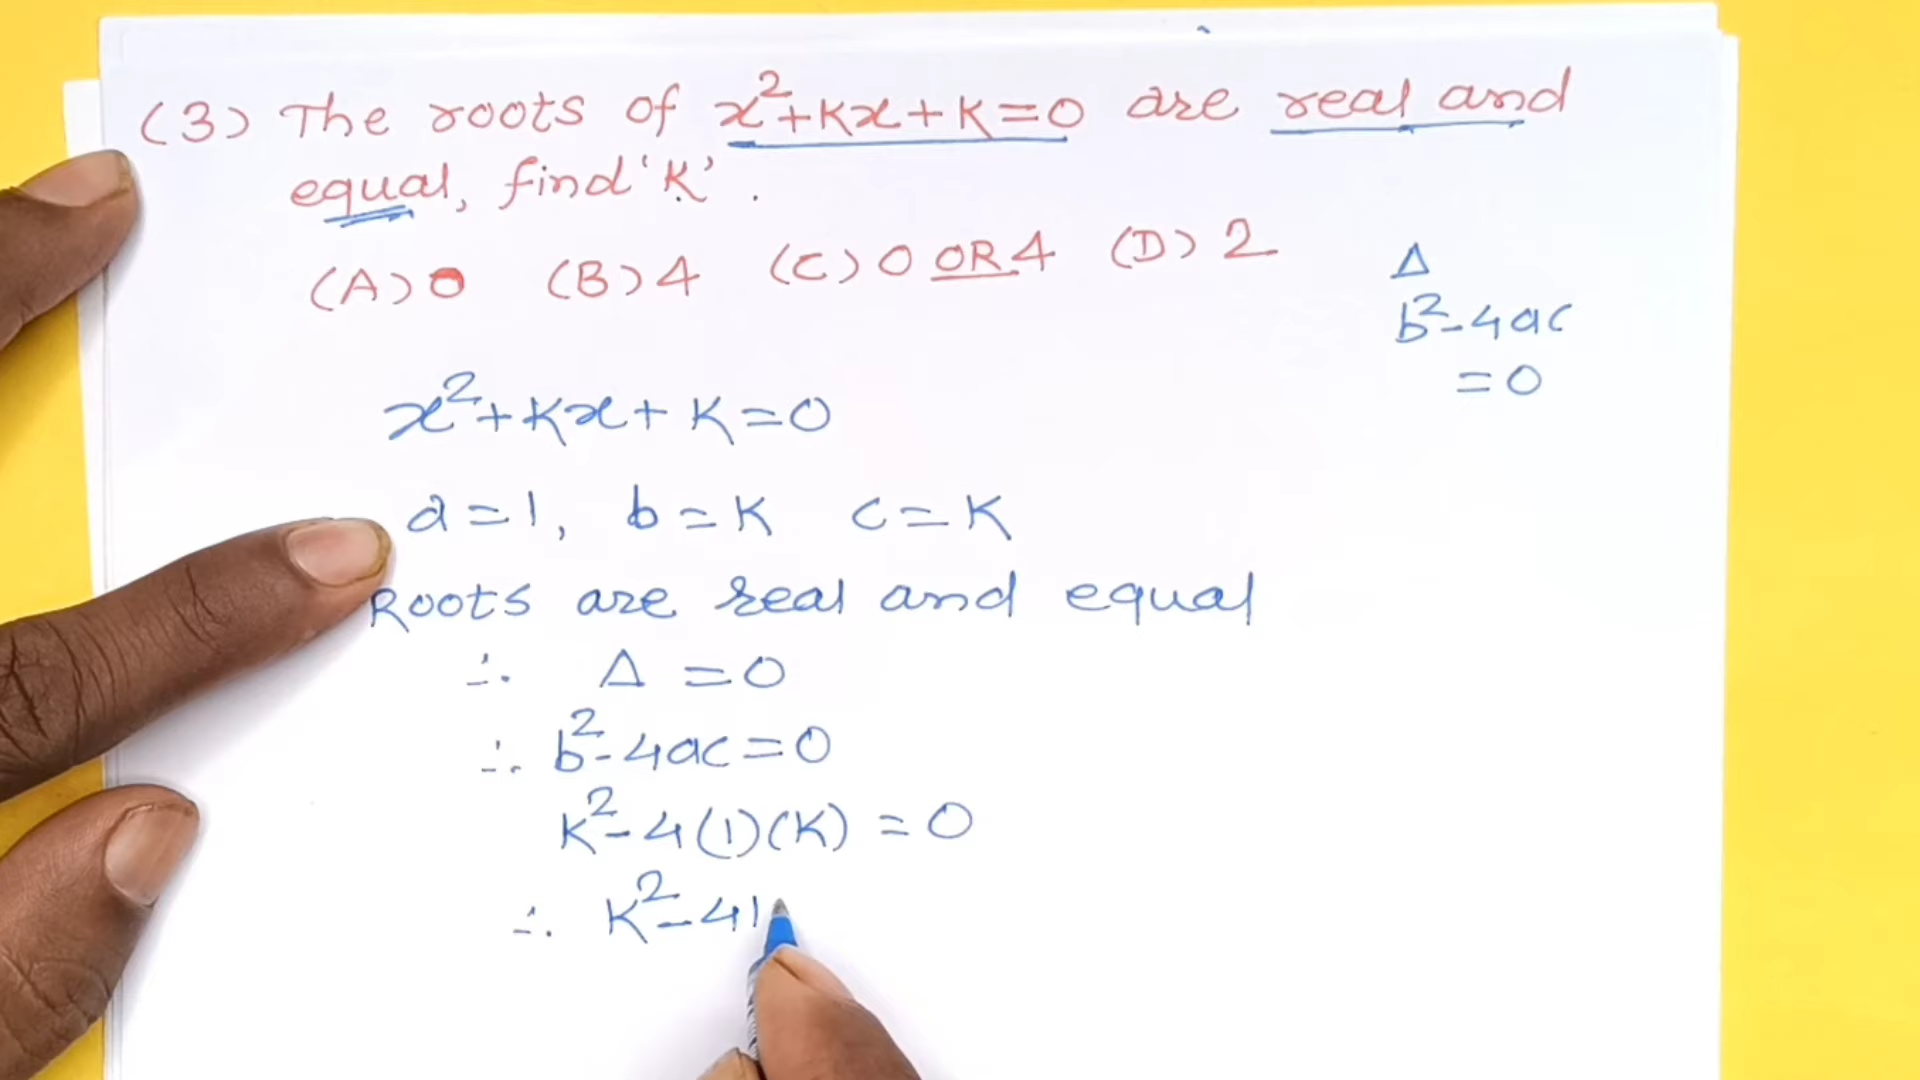 (3) The roots of x²+Kx+K=0 are real and
equal, find 'K'.
(A) 0 (B) 4 (C) 0 OR 4 (D) 2
Δ
b²-4ac
=0
x²+Kx+K=0
a=1, b=K c=K
Roots are real and equal
∴ Δ =0
∴ b²-4ac=0
K²-4(1)(K) = 0
∴ K²-4